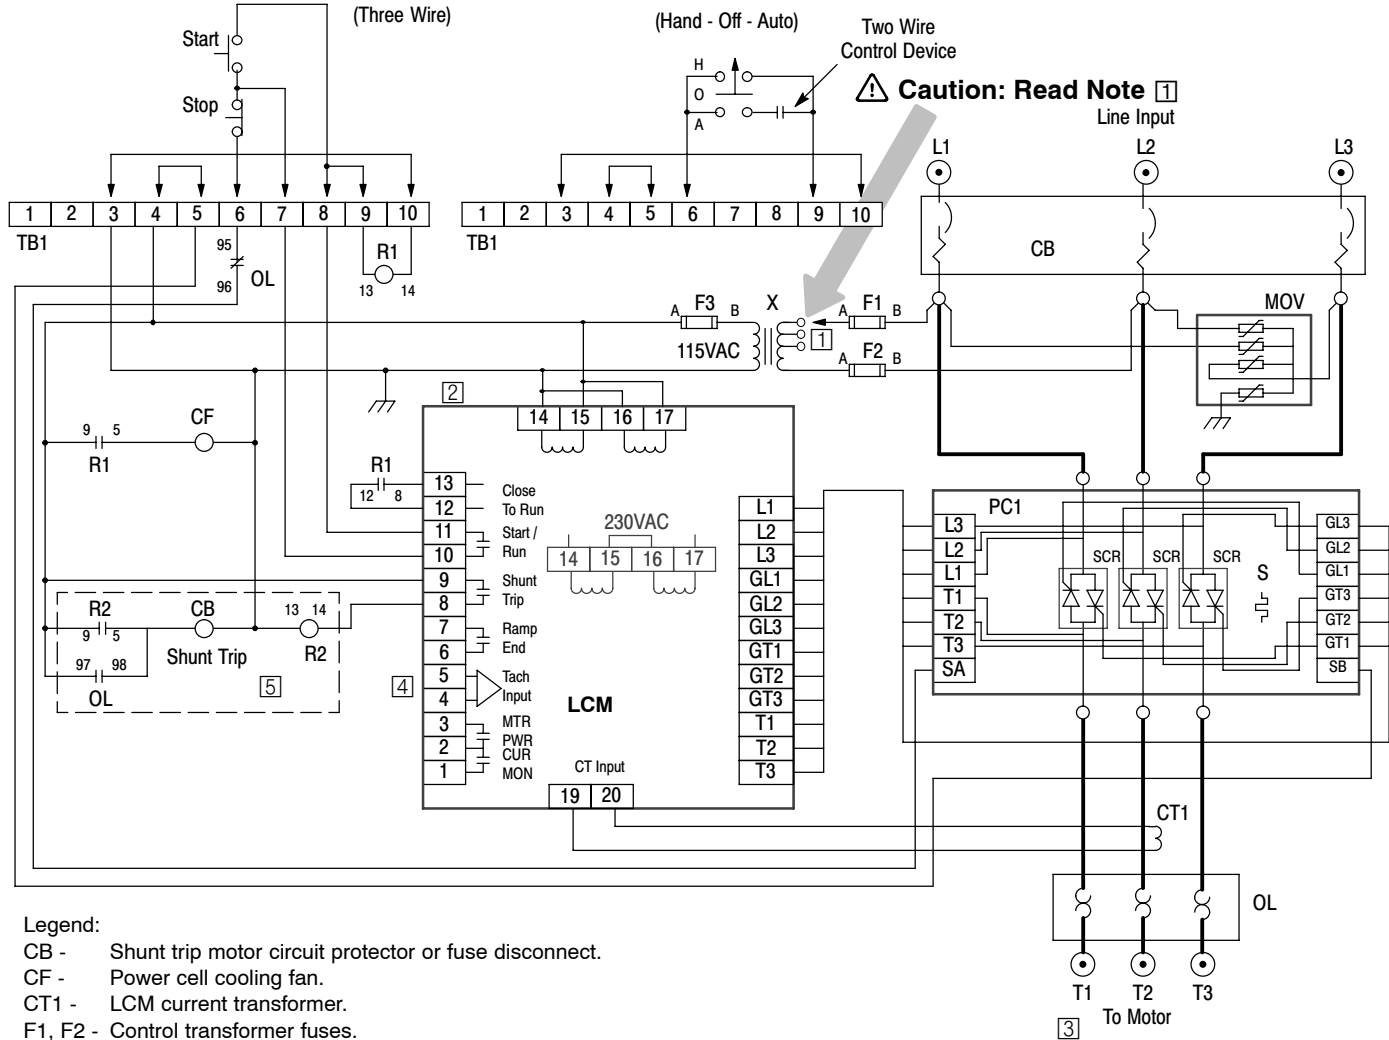 (Three Wire)
Start
Stop
1 2 3 4 5 6 7 8 9 10
TB1
95
96
OL
R1
13 14
(Hand - Off - Auto)
H
O
A
Two Wire
Control Device
⚠ Caution: Read Note 1
Line Input
L1 L2 L3
1 2 3 4 5 6 7 8 9 10
TB1
CB
MOV
A F3 B
115VAC
X
1
A F1 B
A F2 B
2
14 15 16 17
CF
9 5
R1
R1
12 8
13
12
11
10
9
8
7
6
5
4
3
2
1
Close
To Run
Start /
Run
Shunt
Trip
Ramp
End
Tach
Input
MTR
PWR
CUR
MON
230VAC
14 15 16 17
LCM
CT Input
19 20
L1
L2
L3
GL1
GL2
GL3
GT1
GT2
GT3
T1
T2
T3
R2
9 5
CB
Shunt Trip
13 14
R2
97 98
OL
5
4
PC1
L3
L2
L1
T1
T2
T3
SA
SCR SCR SCR
S
GL3
GL2
GL1
GT3
GT2
GT1
SB
CT1
OL
T1 T2 T3
3
To Motor
Legend:
CB - Shunt trip motor circuit protector or fuse disconnect.
CF - Power cell cooling fan.
CT1 - LCM current transformer.
F1, F2 - Control transformer fuses.